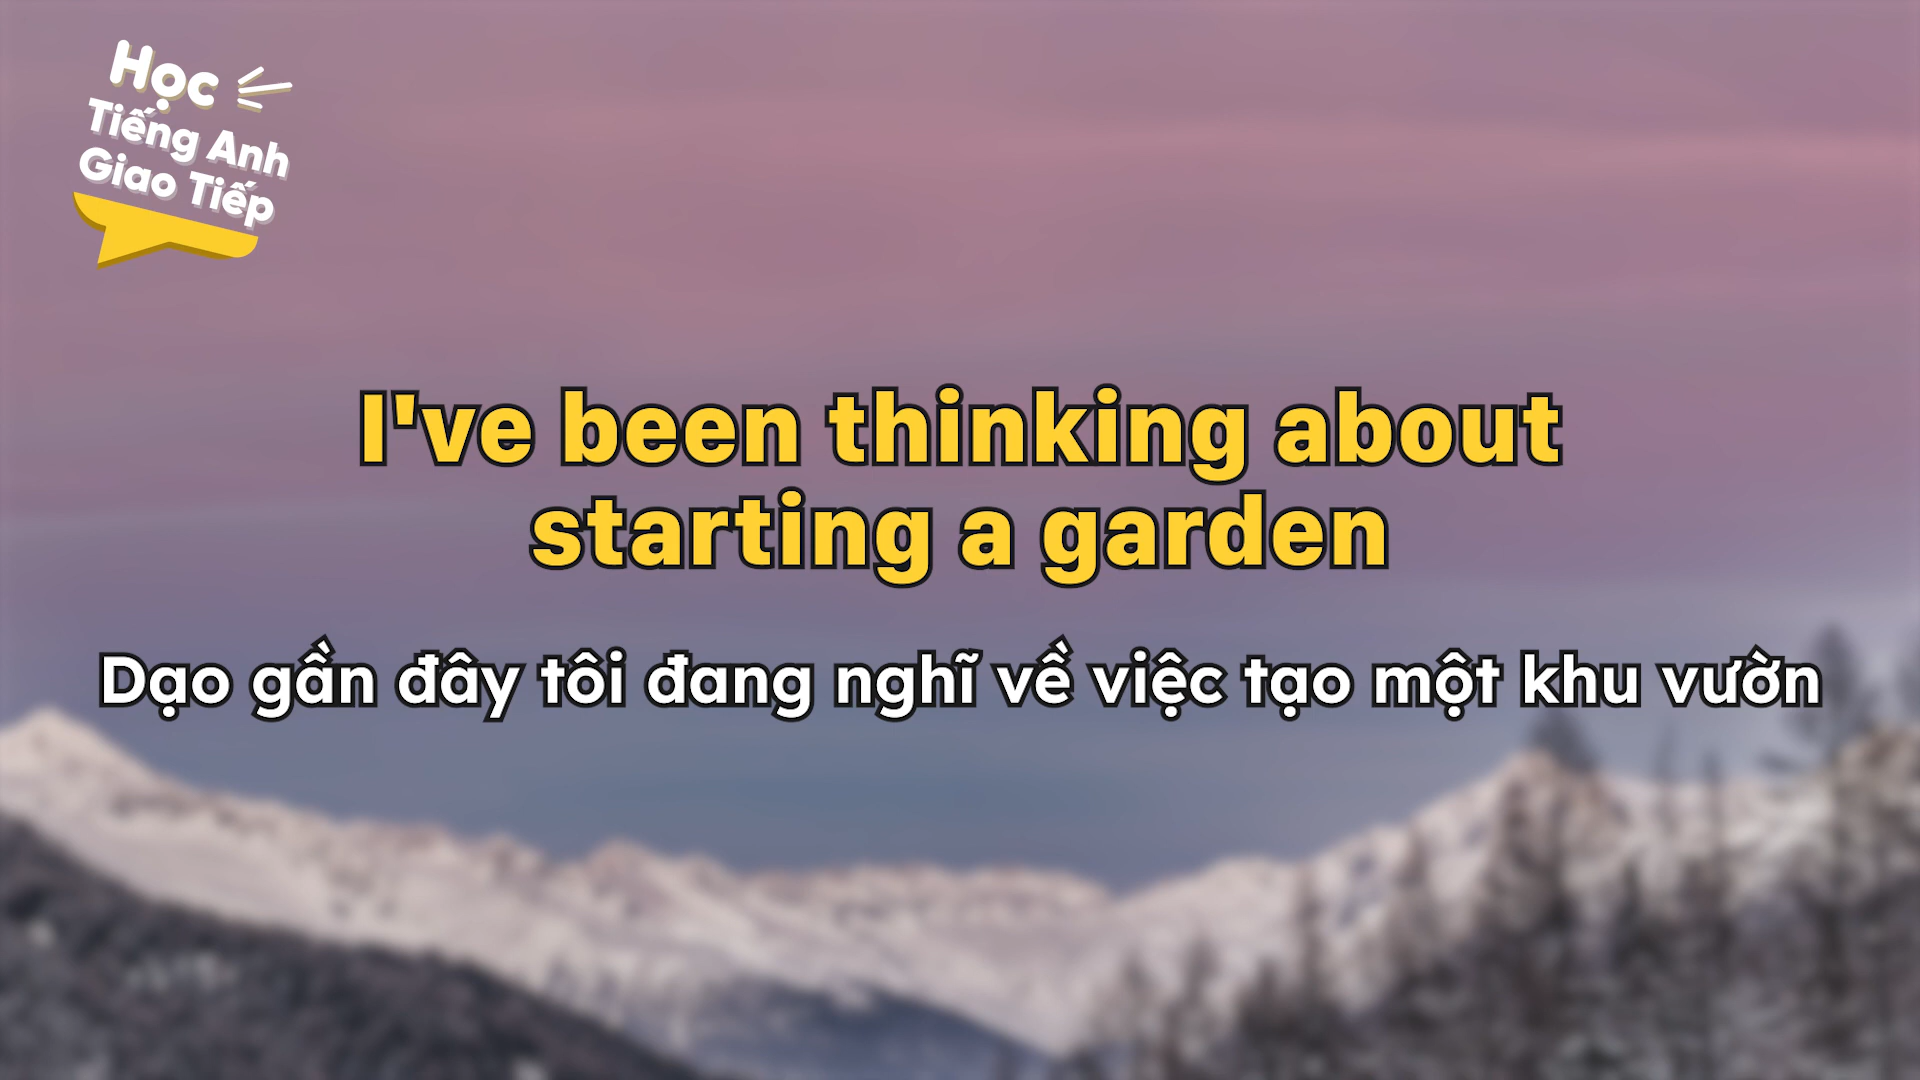 Học
Tiếng Anh
Giao Tiếp
I've been thinking about
starting a garden
Dạo gần đây tôi đang nghĩ về việc tạo một khu vườn